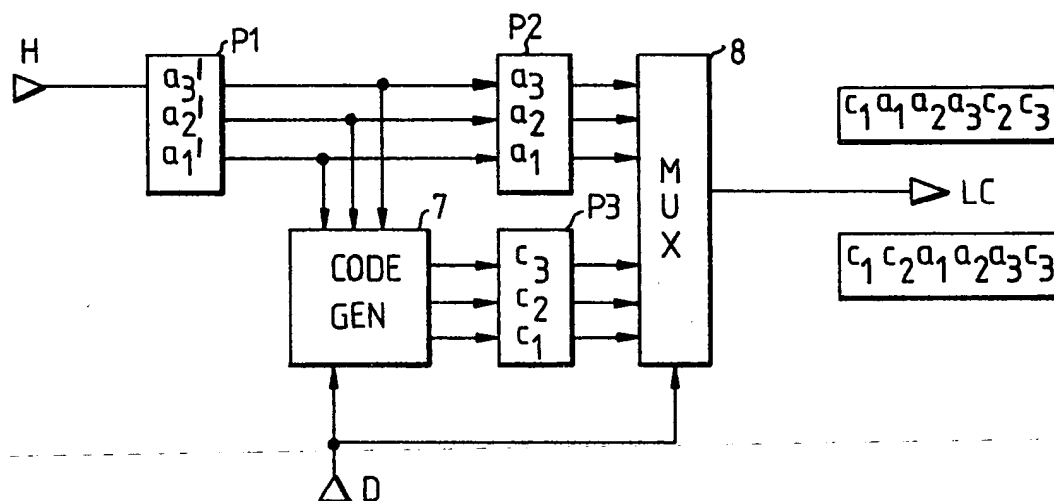 H
P1
a3'
a2'
a1'
P2
a3
a2
a1
8
MUX
c1 a1 a2 a3 c2 c3
LC
c1 c2 a1 a2 a3 c3
7
CODE
GEN
P3
c3
c2
c1
D